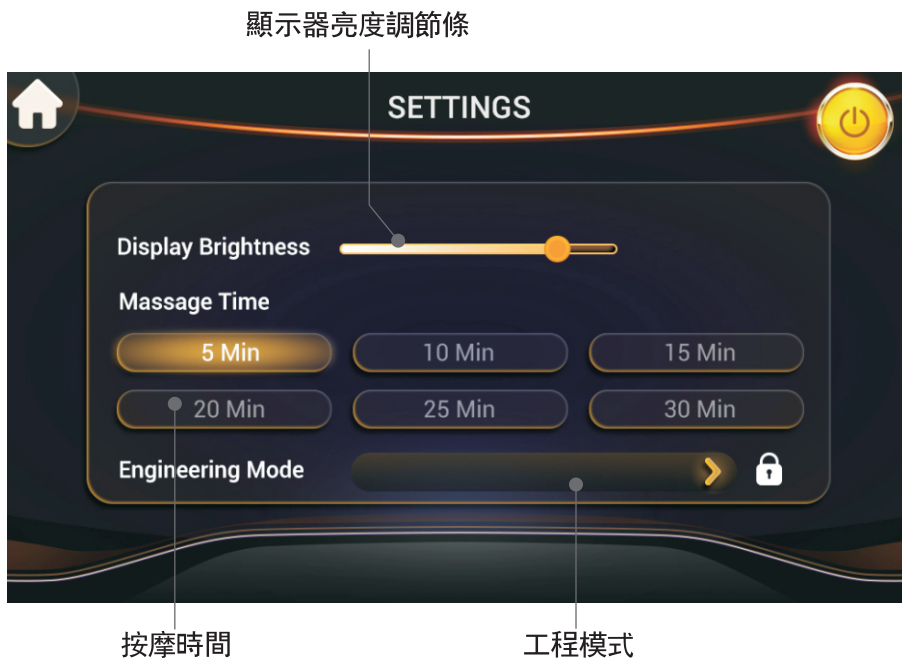 顯示器亮度調節條
SETTINGS
Display Brightness
Massage Time
5 Min
10 Min
15 Min
20 Min
25 Min
30 Min
Engineering Mode
按摩時間
工程模式